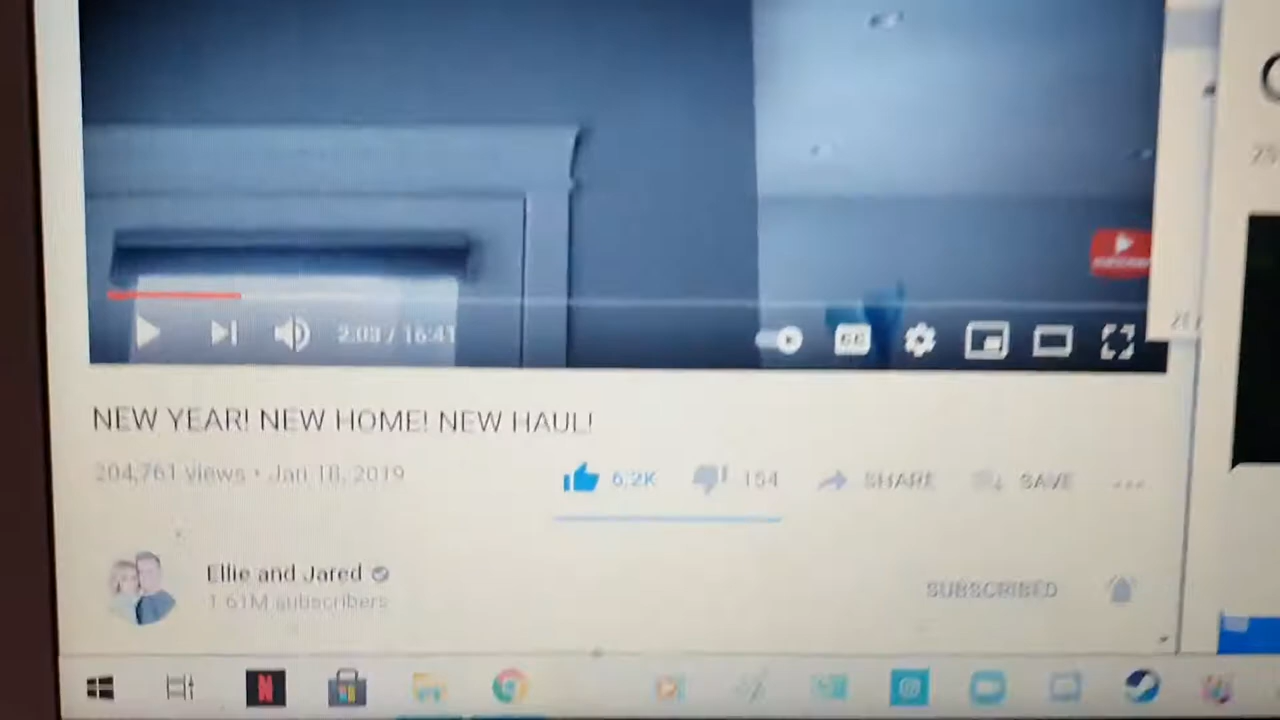 2:03 / 16:41
CC
NEW YEAR! NEW HOME! NEW HAUL!
204,761 views • Jan 18, 2019
6.2K 154 SHARE SAVE
Ellie and Jared
1.61M subscribers
SUBSCRIBED
N